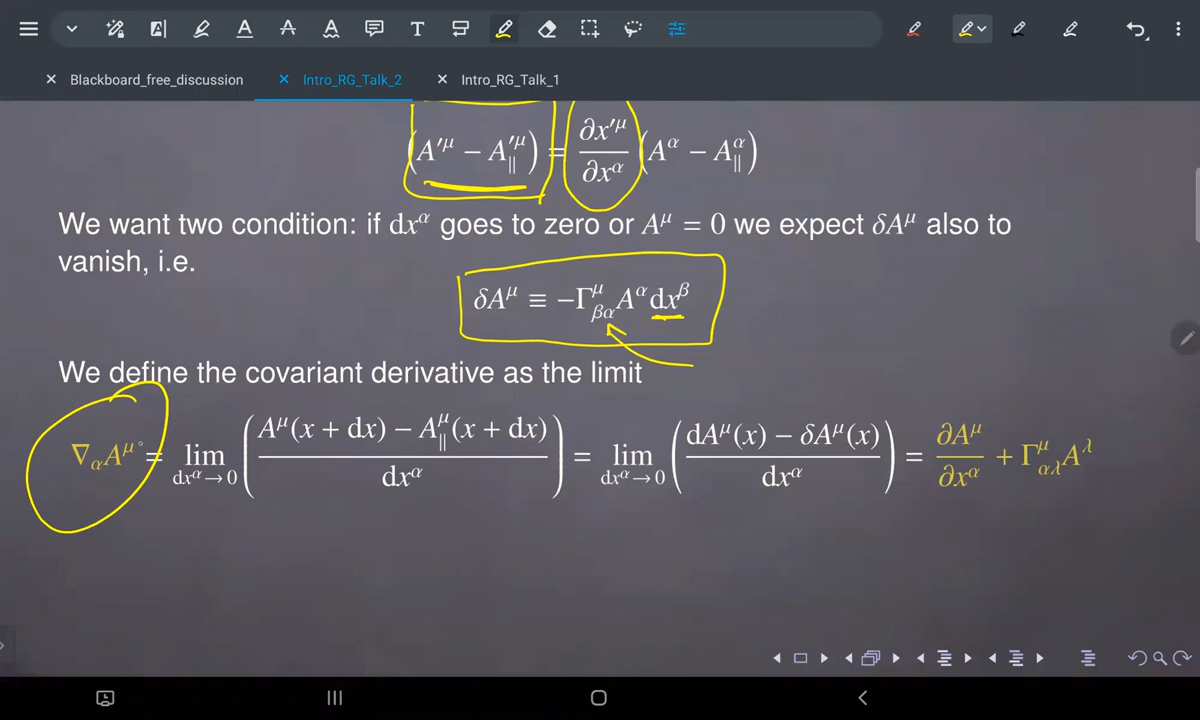 Blackboard_free_discussion Intro_RG_Talk_2 Intro_RG_Talk_1
(A′^μ − A′^μ_∥) = ∂x′^μ/∂x^α (A^α − A^α_∥)
We want two condition: if dx^α goes to zero or A^μ = 0 we expect δA^μ also to
vanish, i.e.
δA^μ ≡ −Γ^μ_{βα} A^α dx^β
We define the covariant derivative as the limit
∇_α A^μ = lim_{dx^α→0} ( (A^μ(x + dx) − A^μ_∥(x + dx)) / dx^α ) = lim_{dx^α→0} ( (dA^μ(x) − δA^μ(x)) / dx^α ) = ∂A^μ/∂x^α + Γ^μ_{αλ} A^λ